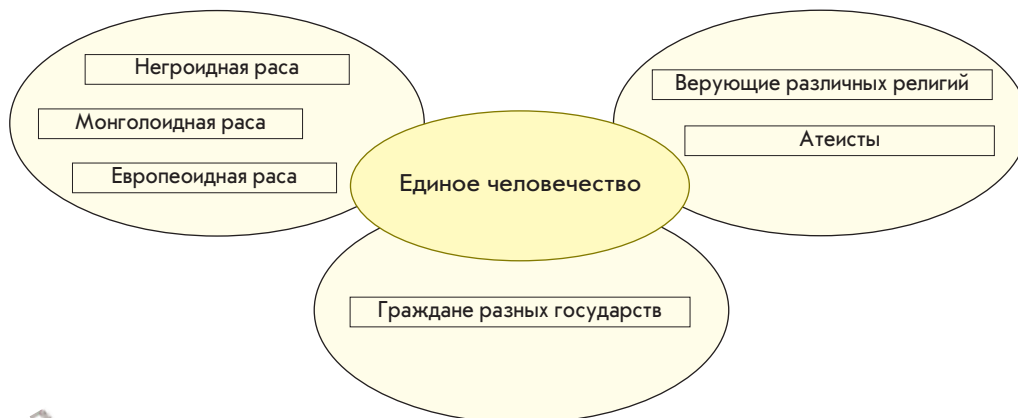 Негроидная раса
Монголоидная раса
Европеоидная раса
Верующие различных религий
Атеисты
Единое человечество
Граждане разных государств